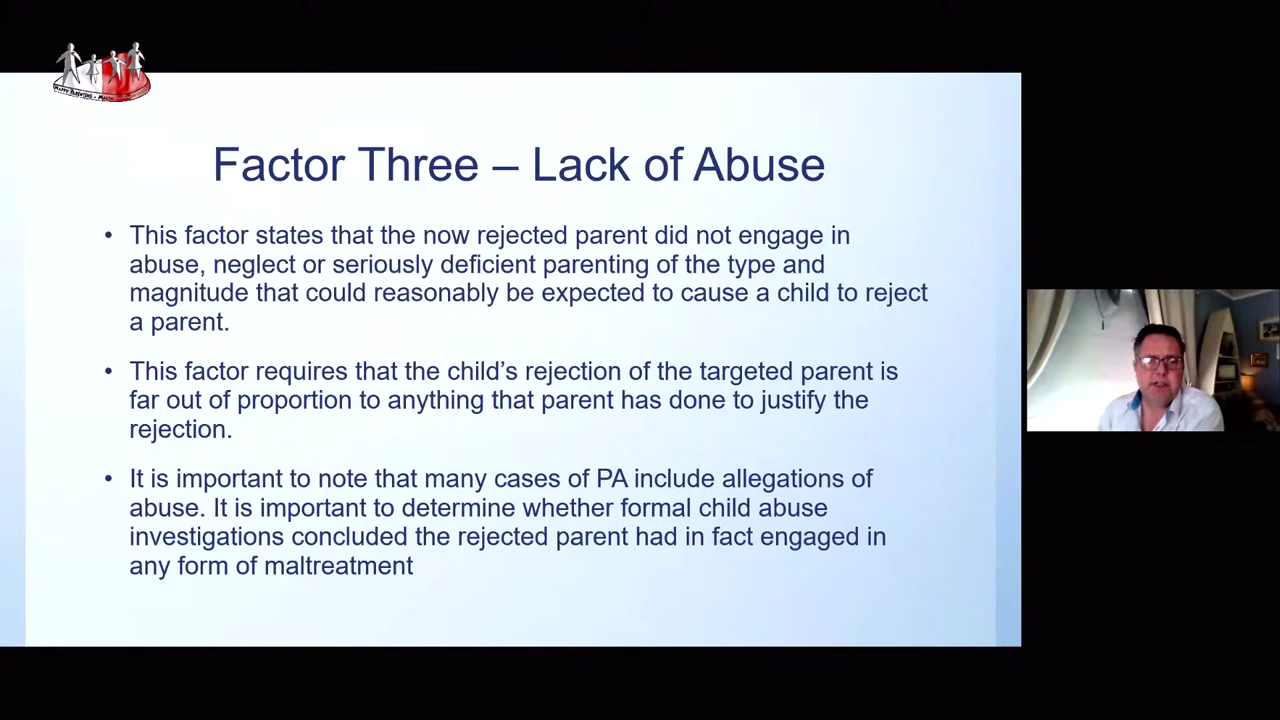 HAPPY PARENTING - MALTA
Factor Three – Lack of Abuse
• This factor states that the now rejected parent did not engage in
abuse, neglect or seriously deficient parenting of the type and
magnitude that could reasonably be expected to cause a child to reject
a parent.
• This factor requires that the child’s rejection of the targeted parent is
far out of proportion to anything that parent has done to justify the
rejection.
• It is important to note that many cases of PA include allegations of
abuse. It is important to determine whether formal child abuse
investigations concluded the rejected parent had in fact engaged in
any form of maltreatment